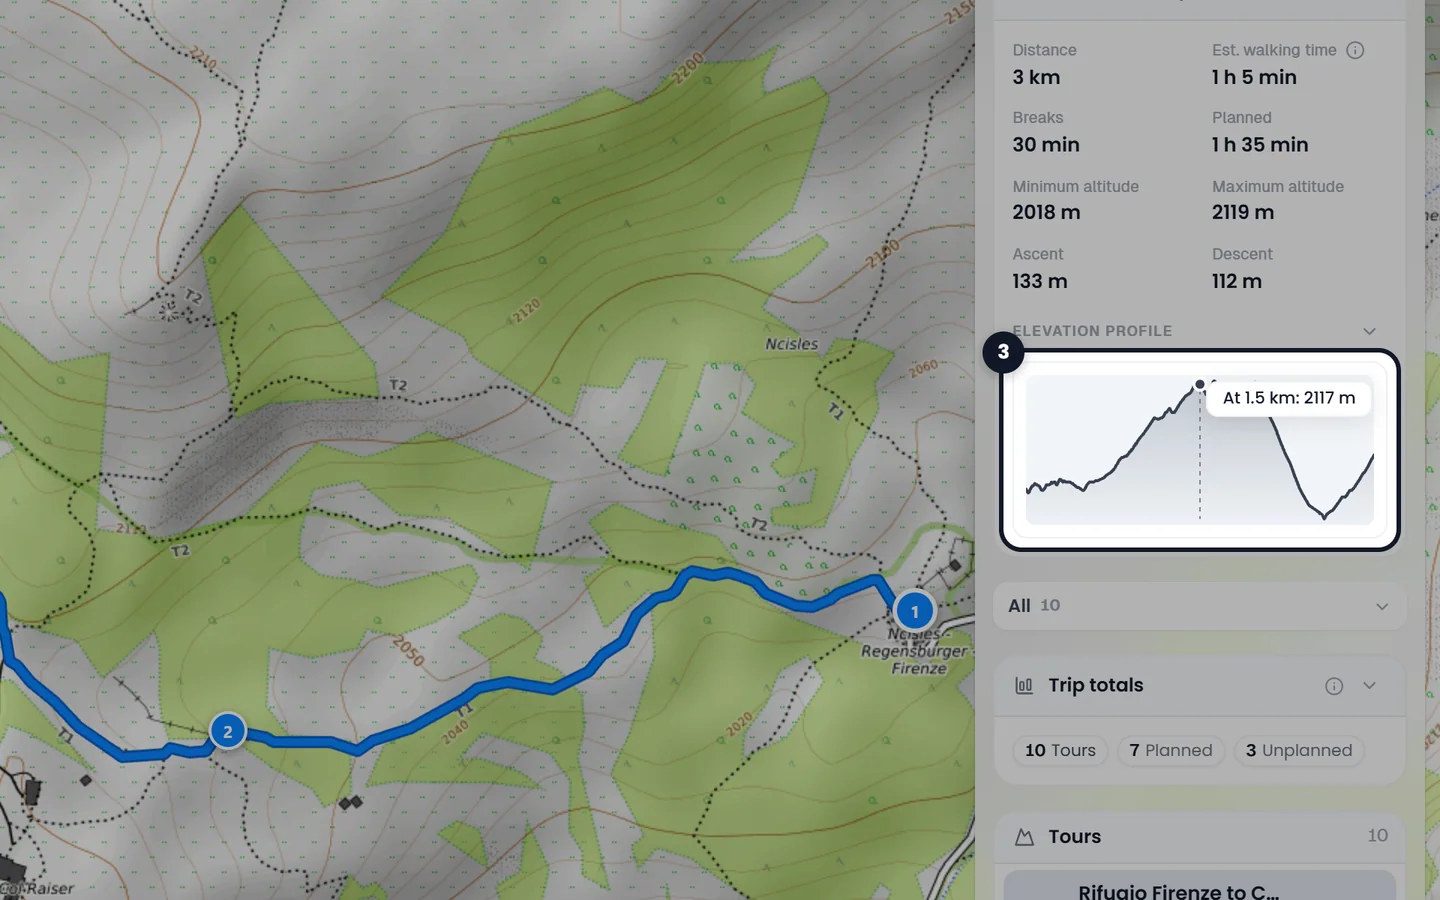 2210
2200
2150
2100
T2
2120
Ncisles
2060
T2
T1
2110
T2
T2
1
Ncisles -
Regensburger
Firenze
2050
2
T1
2040
2020
T1
Col Raiser
Distance
Est. walking time
3 km
1 h 5 min
Breaks
Planned
30 min
1 h 35 min
Minimum altitude
Maximum altitude
2018 m
2119 m
Ascent
Descent
133 m
112 m
ELEVATION PROFILE
3
At 1.5 km: 2117 m
All 10
Trip totals
10 Tours
7 Planned
3 Unplanned
Tours
10
Rifugio Firenze to C...